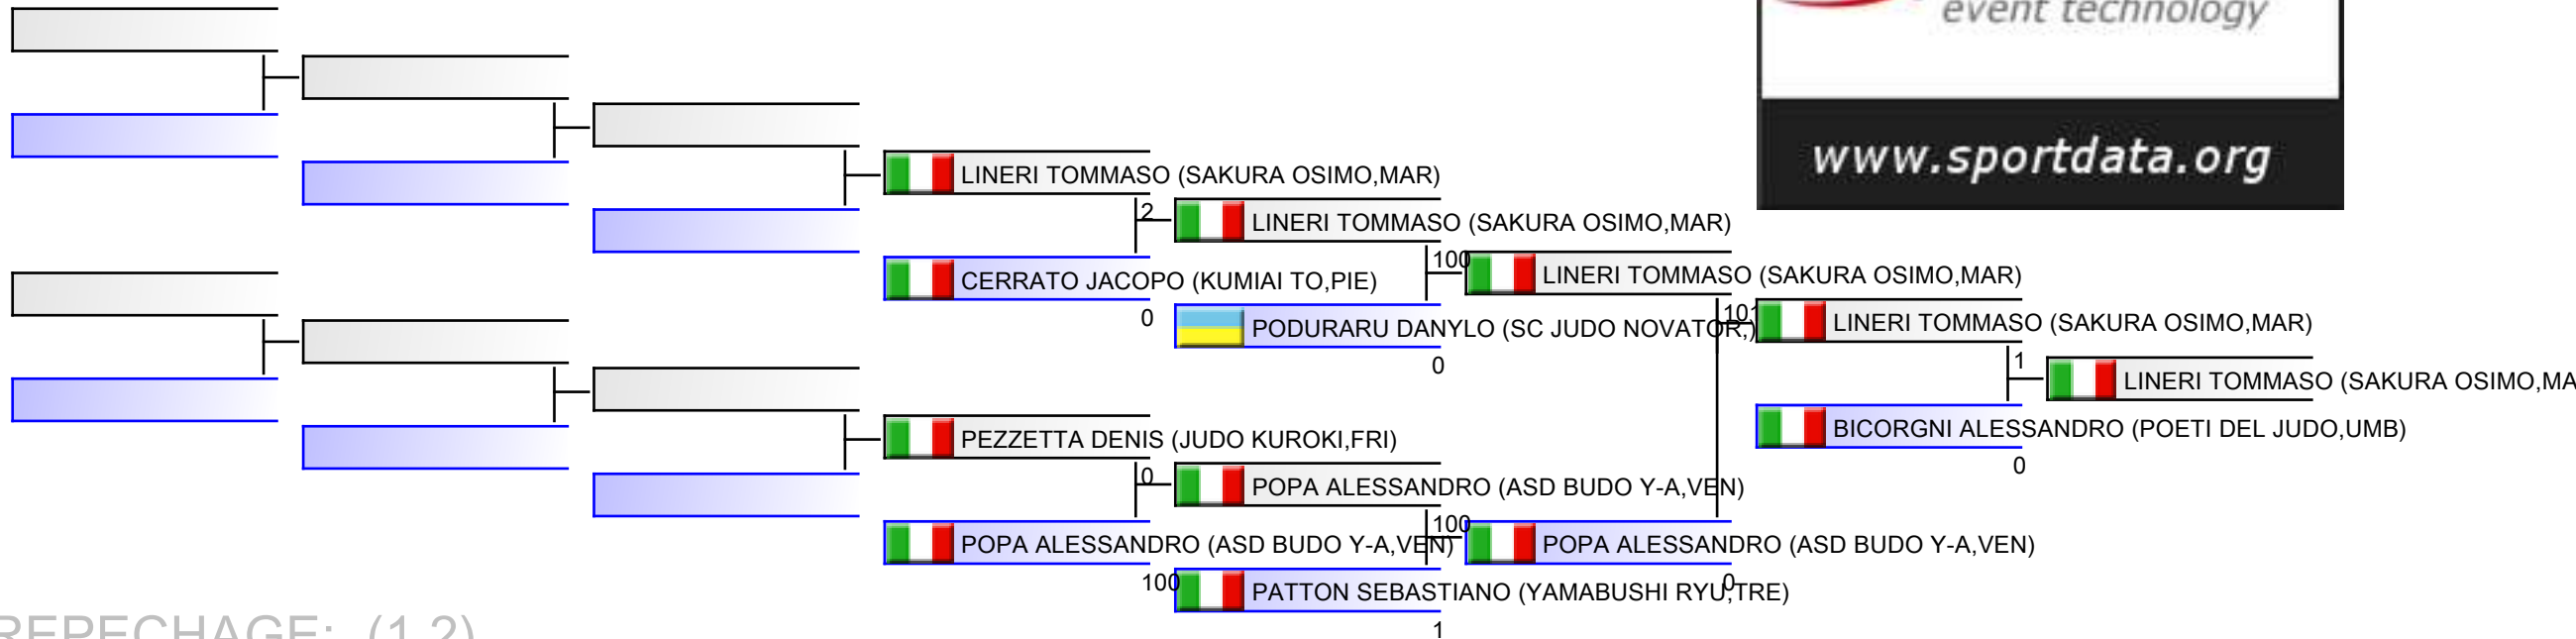 event technology
www.sportdata.org
LINERI TOMMASO (SAKURA OSIMO,MAR)
2
LINERI TOMMASO (SAKURA OSIMO,MAR)
100
CERRATO JACOPO (KUMIAI TO,PIE)
0
LINERI TOMMASO (SAKURA OSIMO,MAR)
PODURARU DANYLO (SC JUDO NOVATOR,)
0
101
LINERI TOMMASO (SAKURA OSIMO,MAR)
1
LINERI TOMMASO (SAKURA OSIMO,MA
BICORGNI ALESSANDRO (POETI DEL JUDO,UMB)
0
PEZZETTA DENIS (JUDO KUROKI,FRI)
0
POPA ALESSANDRO (ASD BUDO Y-A,VEN)
100
POPA ALESSANDRO (ASD BUDO Y-A,VEN)
100
POPA ALESSANDRO (ASD BUDO Y-A,VEN)
0
PATTON SEBASTIANO (YAMABUSHI RYU,TRE)
1
REPECHAGE: (1,2)